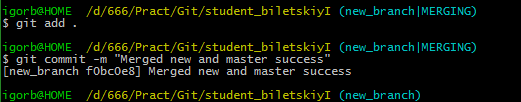 igorb@HOME /d/666/Pract/Git/student_biletskiyI (new_branch|MERGING)
$ git add .
igorb@HOME /d/666/Pract/Git/student_biletskiyI (new_branch|MERGING)
$ git commit -m "Merged new and master success"
[new_branch f0bc0e8] Merged new and master success
igorb@HOME /d/666/Pract/Git/student_biletskiyI (new_branch)